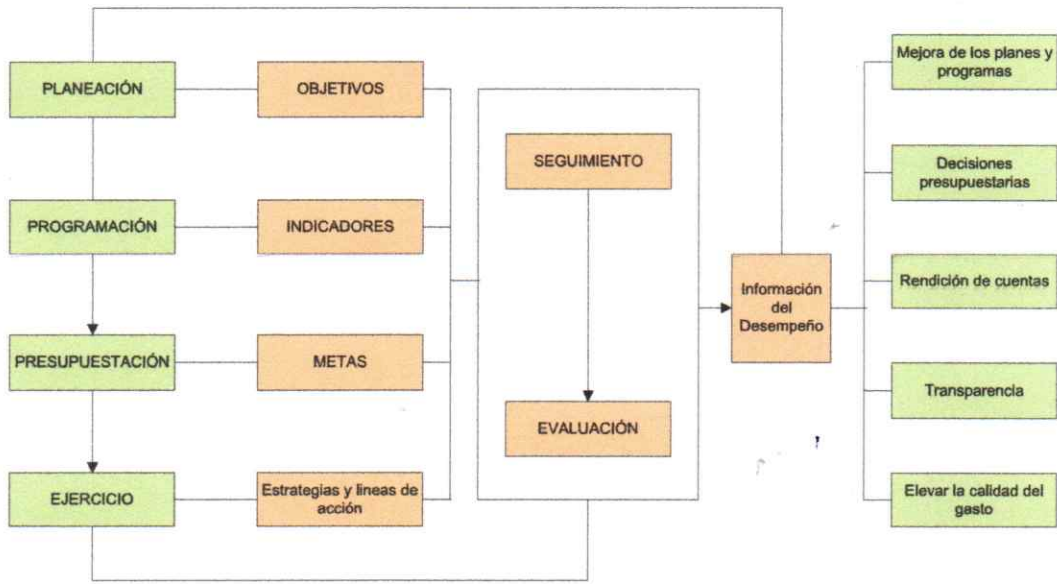 PLANEACIÓN
OBJETIVOS
PROGRAMACIÓN
INDICADORES
PRESUPUESTACIÓN
METAS
EJERCICIO
Estrategias y lineas de
acción
SEGUIMIENTO
EVALUACIÓN
Información
del
Desempeño
Mejora de los planes y
programas
Decisiones
presupuestarias
Rendición de cuentas
Transparencia
Elevar la calidad del
gasto